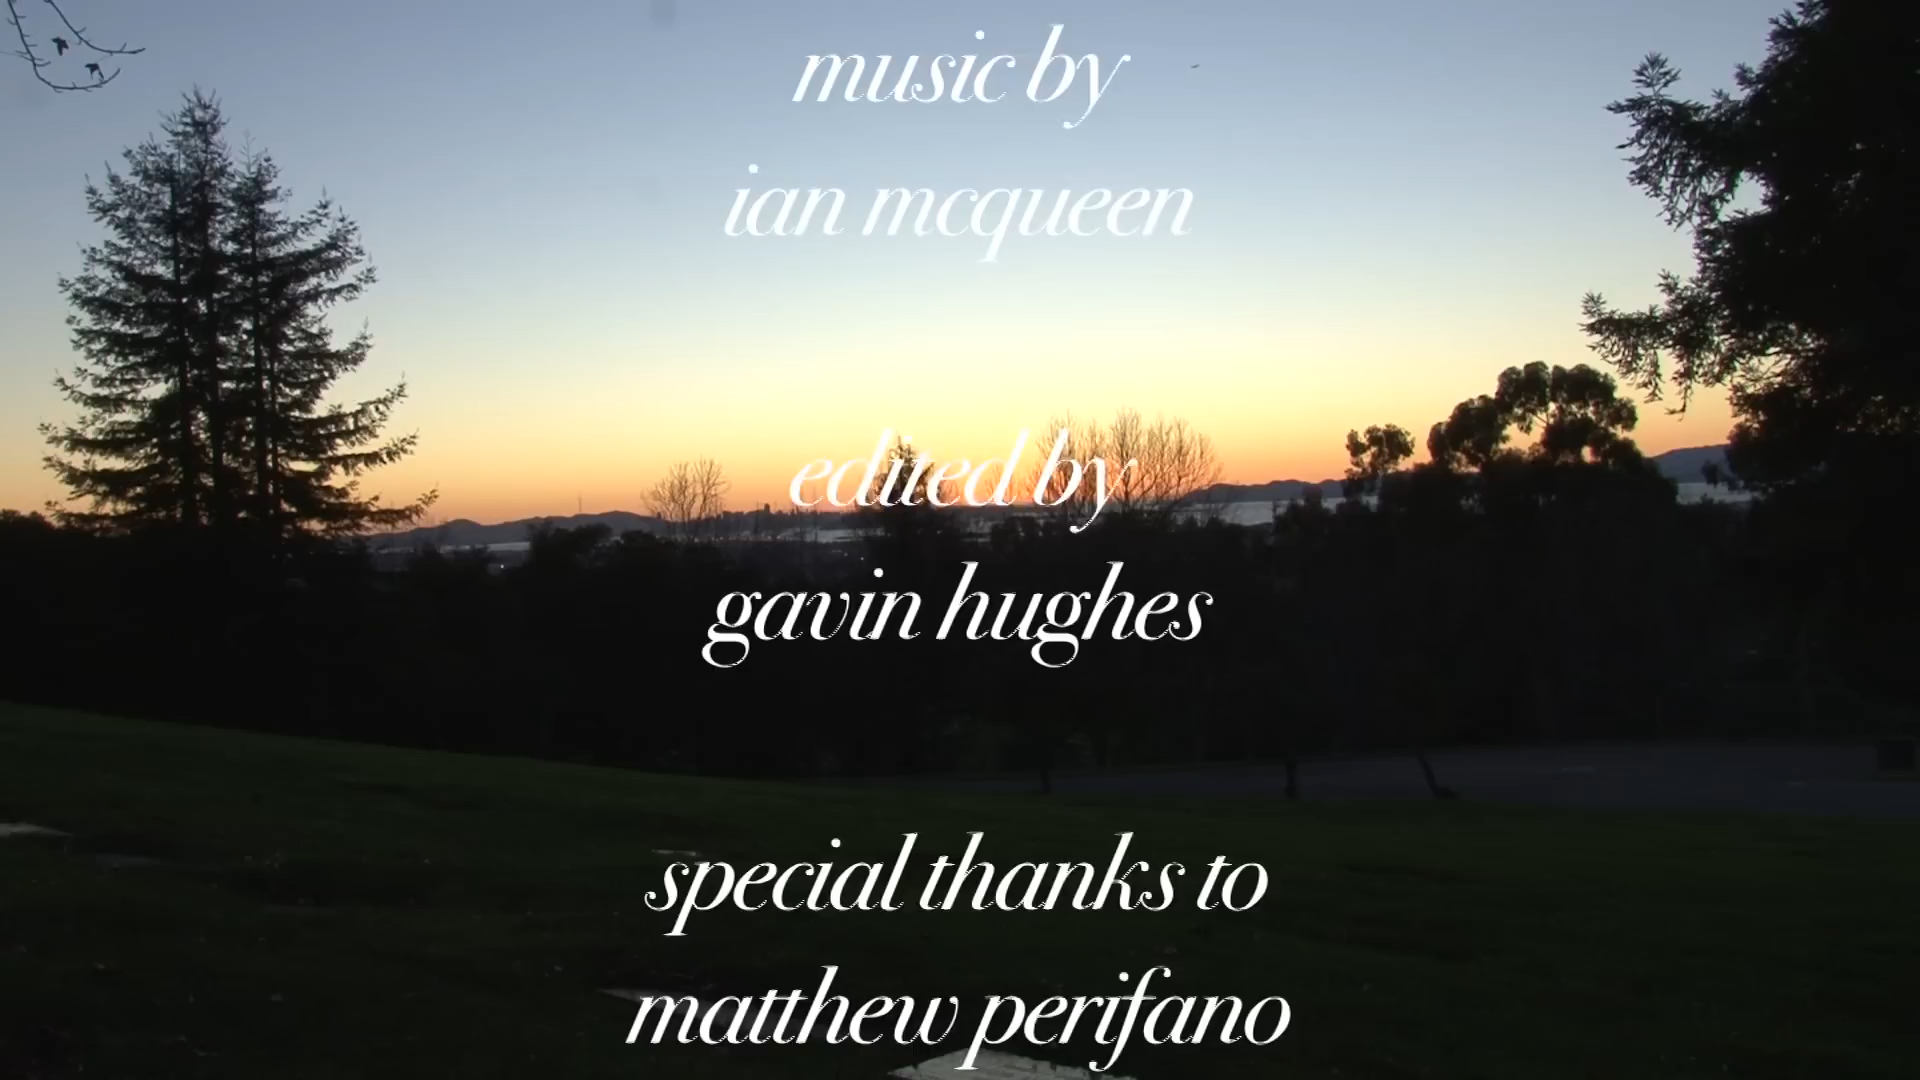 music by
ian mcqueen
edited by
gavin hughes
special thanks to
matthew perifano